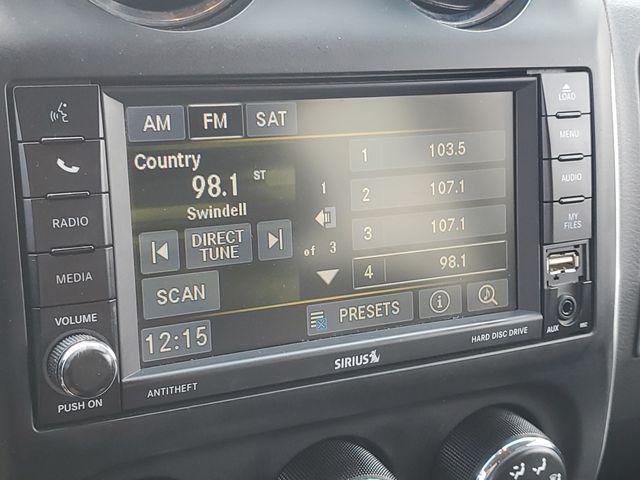 AM FM SAT
Country
98.1 ST
Swindell
DIRECT
TUNE
SCAN
12:15
1
of 3
1 103.5
2 107.1
3 107.1
4 98.1
PRESETS
RADIO
MEDIA
VOLUME
PUSH ON
ANTITHEFT
SIRIUS
HARD DISC DRIVE
LOAD
MENU
AUDIO
MY
FILES
AUX